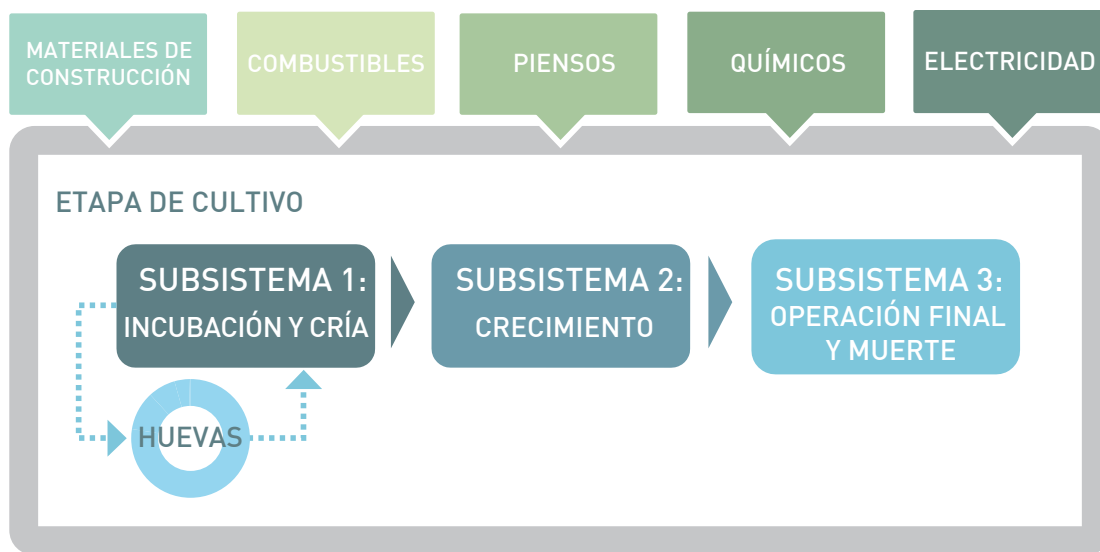 MATERIALES DE
CONSTRUCCIÓN
COMBUSTIBLES
PIENSOS
QUÍMICOS
ELECTRICIDAD
ETAPA DE CULTIVO
SUBSISTEMA 1:
INCUBACIÓN Y CRÍA
SUBSISTEMA 2:
CRECIMIENTO
SUBSISTEMA 3:
OPERACIÓN FINAL
Y MUERTE
HUEVAS